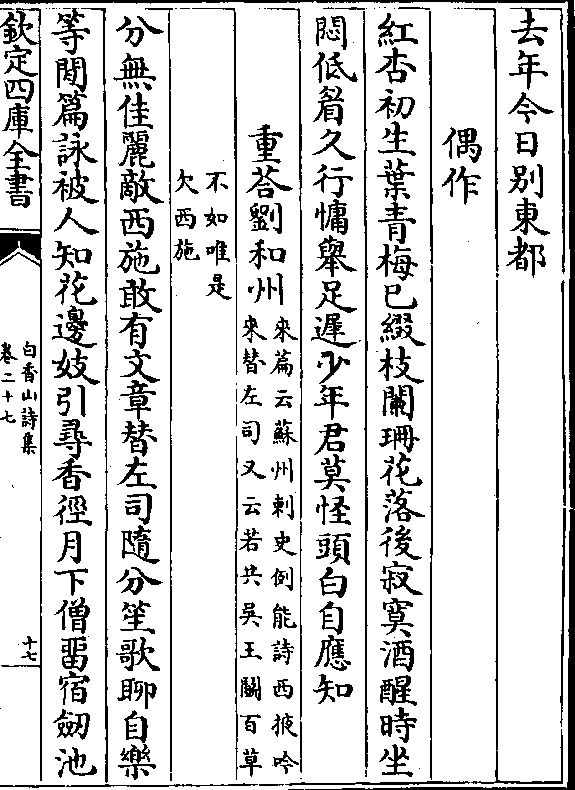 去年今日别東都
偶作
紅杏初生葉青梅已綴枝闌珊花落後寂寞酒醒時坐
悶低眉久行慵舉足遲少年君莫怪頭白自應知
重荅劉和州來篇云蘇州刺史例能詩西掖吟
來替左司又云若共吳王鬭百草
不如唯是
欠西施
分無佳麗敵西施敢有文章替左司隨分笙歌聊自樂
等閒篇詠被人知花邊妓引尋香徑月下僧留宿劒池
欽定四庫全書
白香山詩集
卷二十七
十七